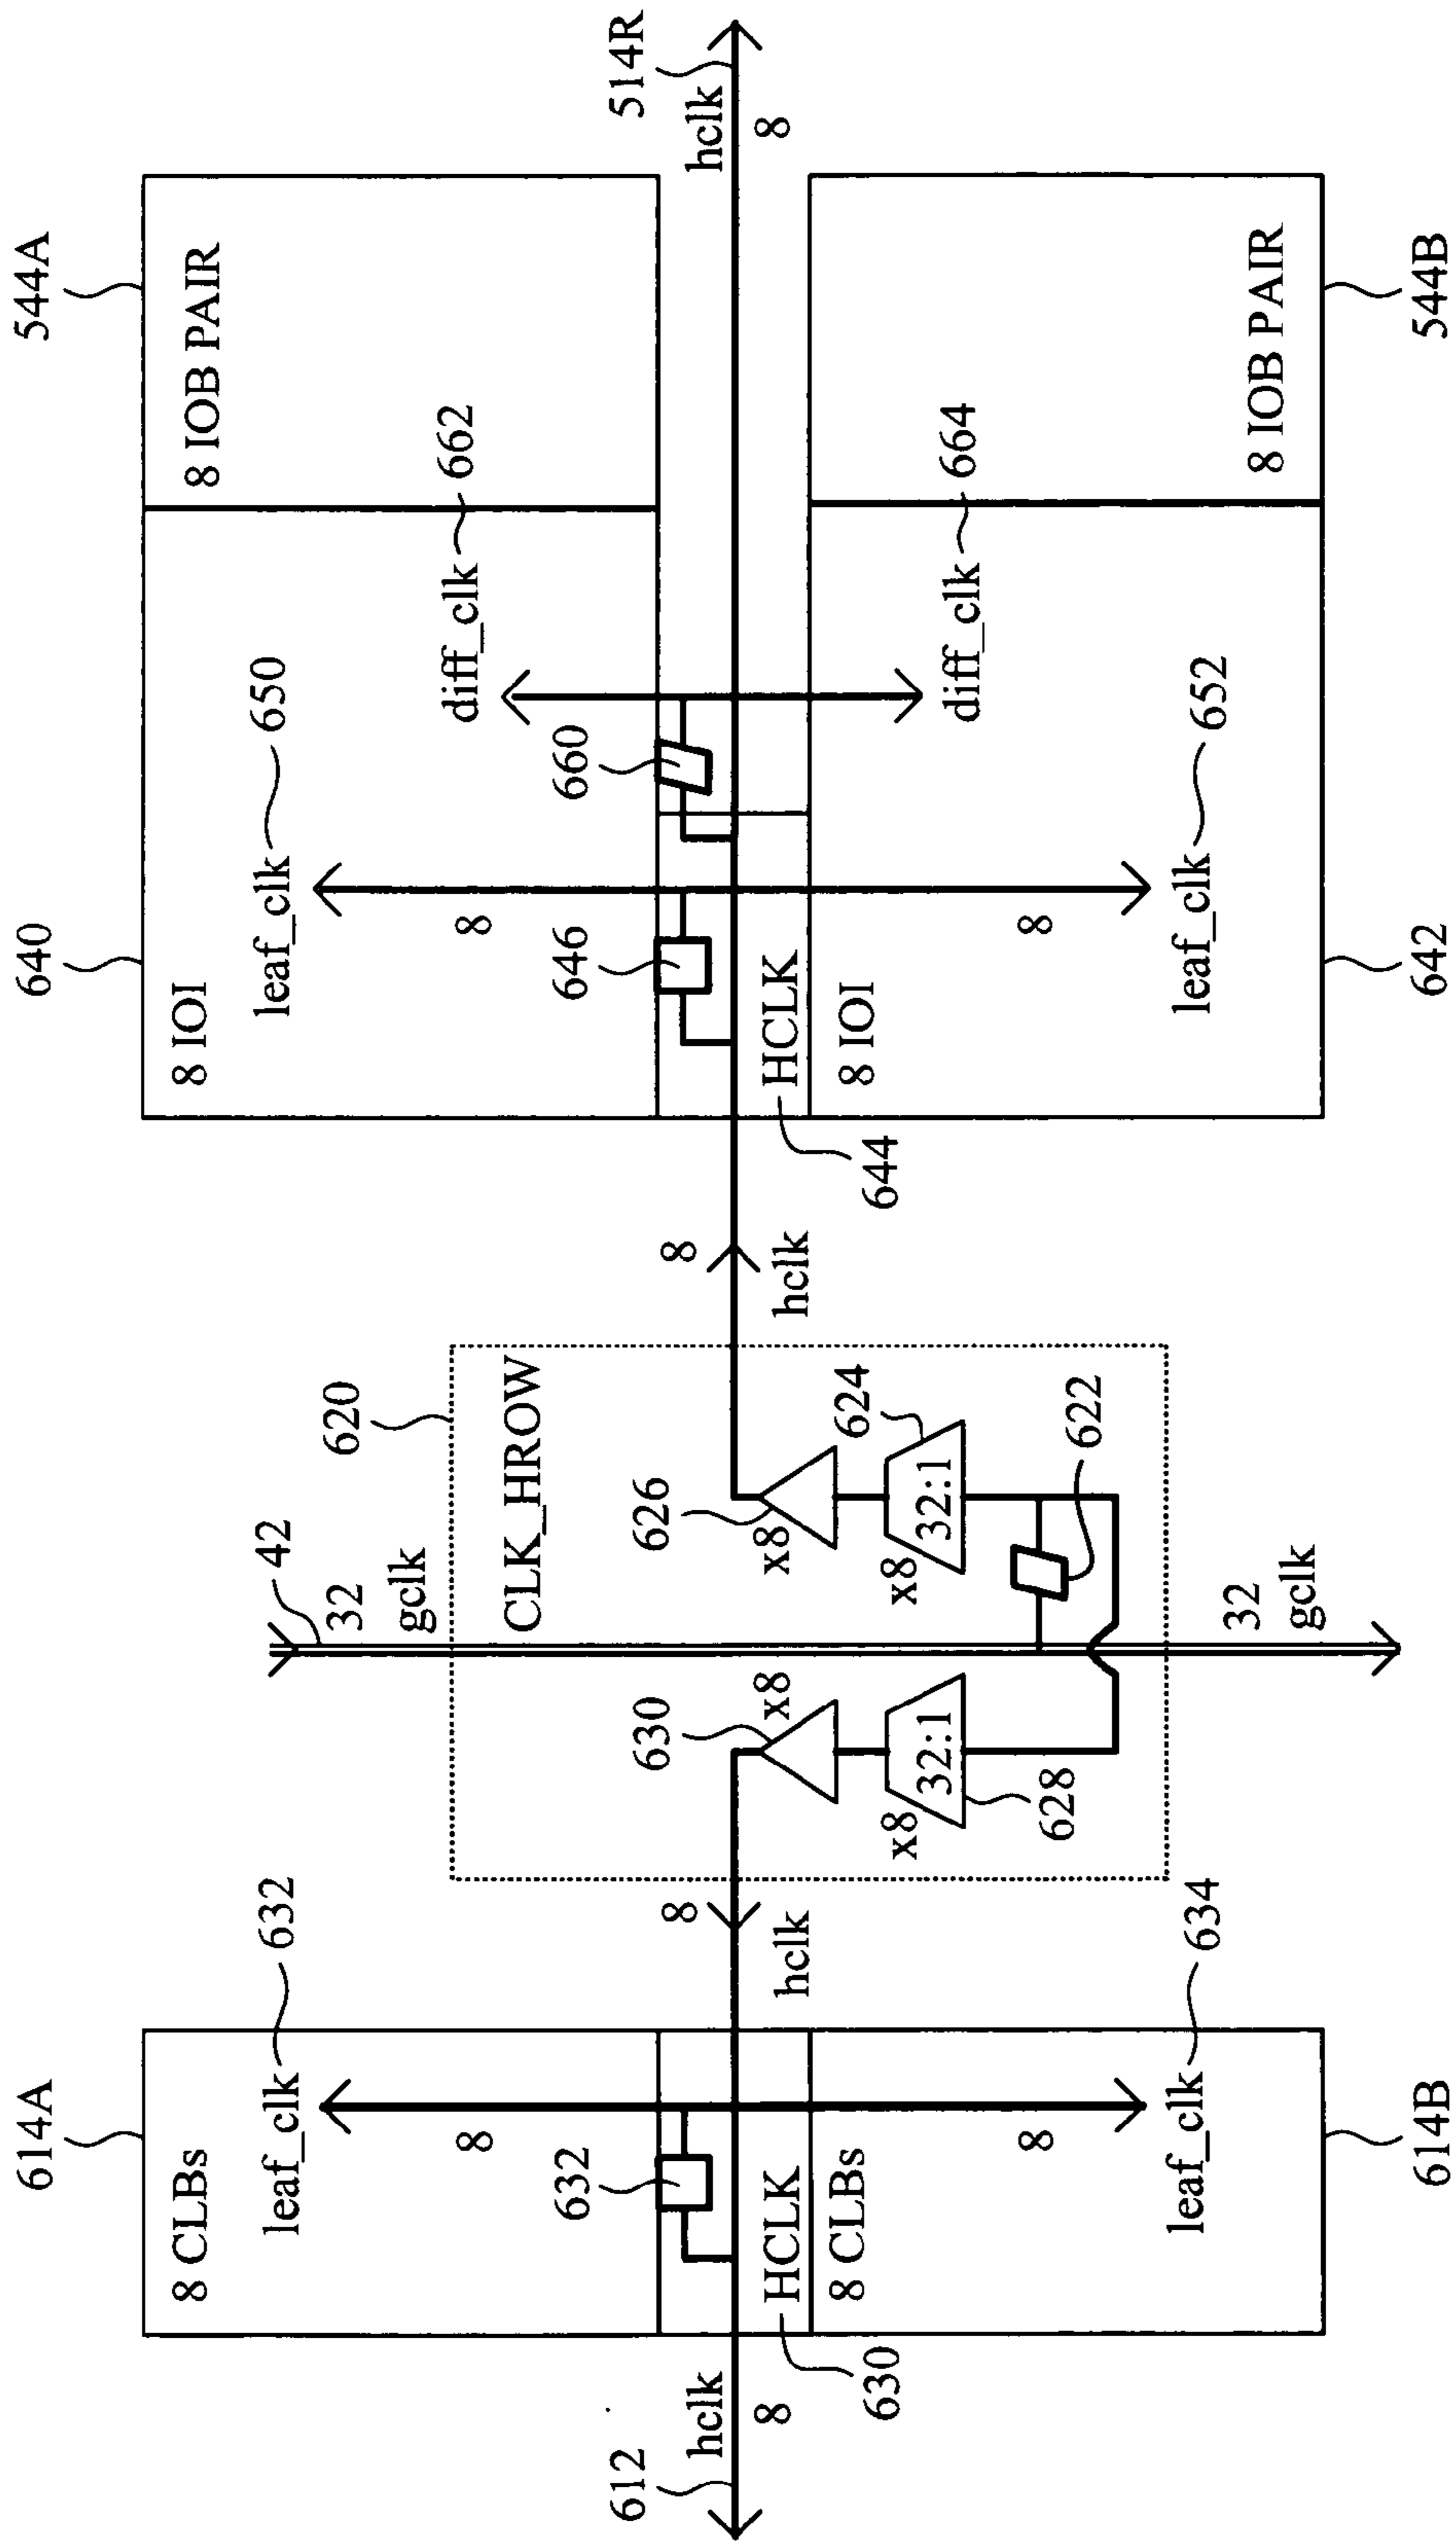 614A
8 CLBs
leaf_clk
632
8
632
HCLK
630
8 CLBs
8
leaf_clk
634
614B
612
hclk
8
8
hclk
620
CLK_HROW
42
32
gclk
630
x8
32:1
x8
628
626
x8
32:1
x8
624
622
32
gclk
8
hclk
640
8 IOI
leaf_clk
650
8
646
HCLK
644
660
diff_clk
662
544A
8 IOB PAIR
514R
hclk
8
8 IOI
8
leaf_clk
652
642
diff_clk
664
8 IOB PAIR
544B